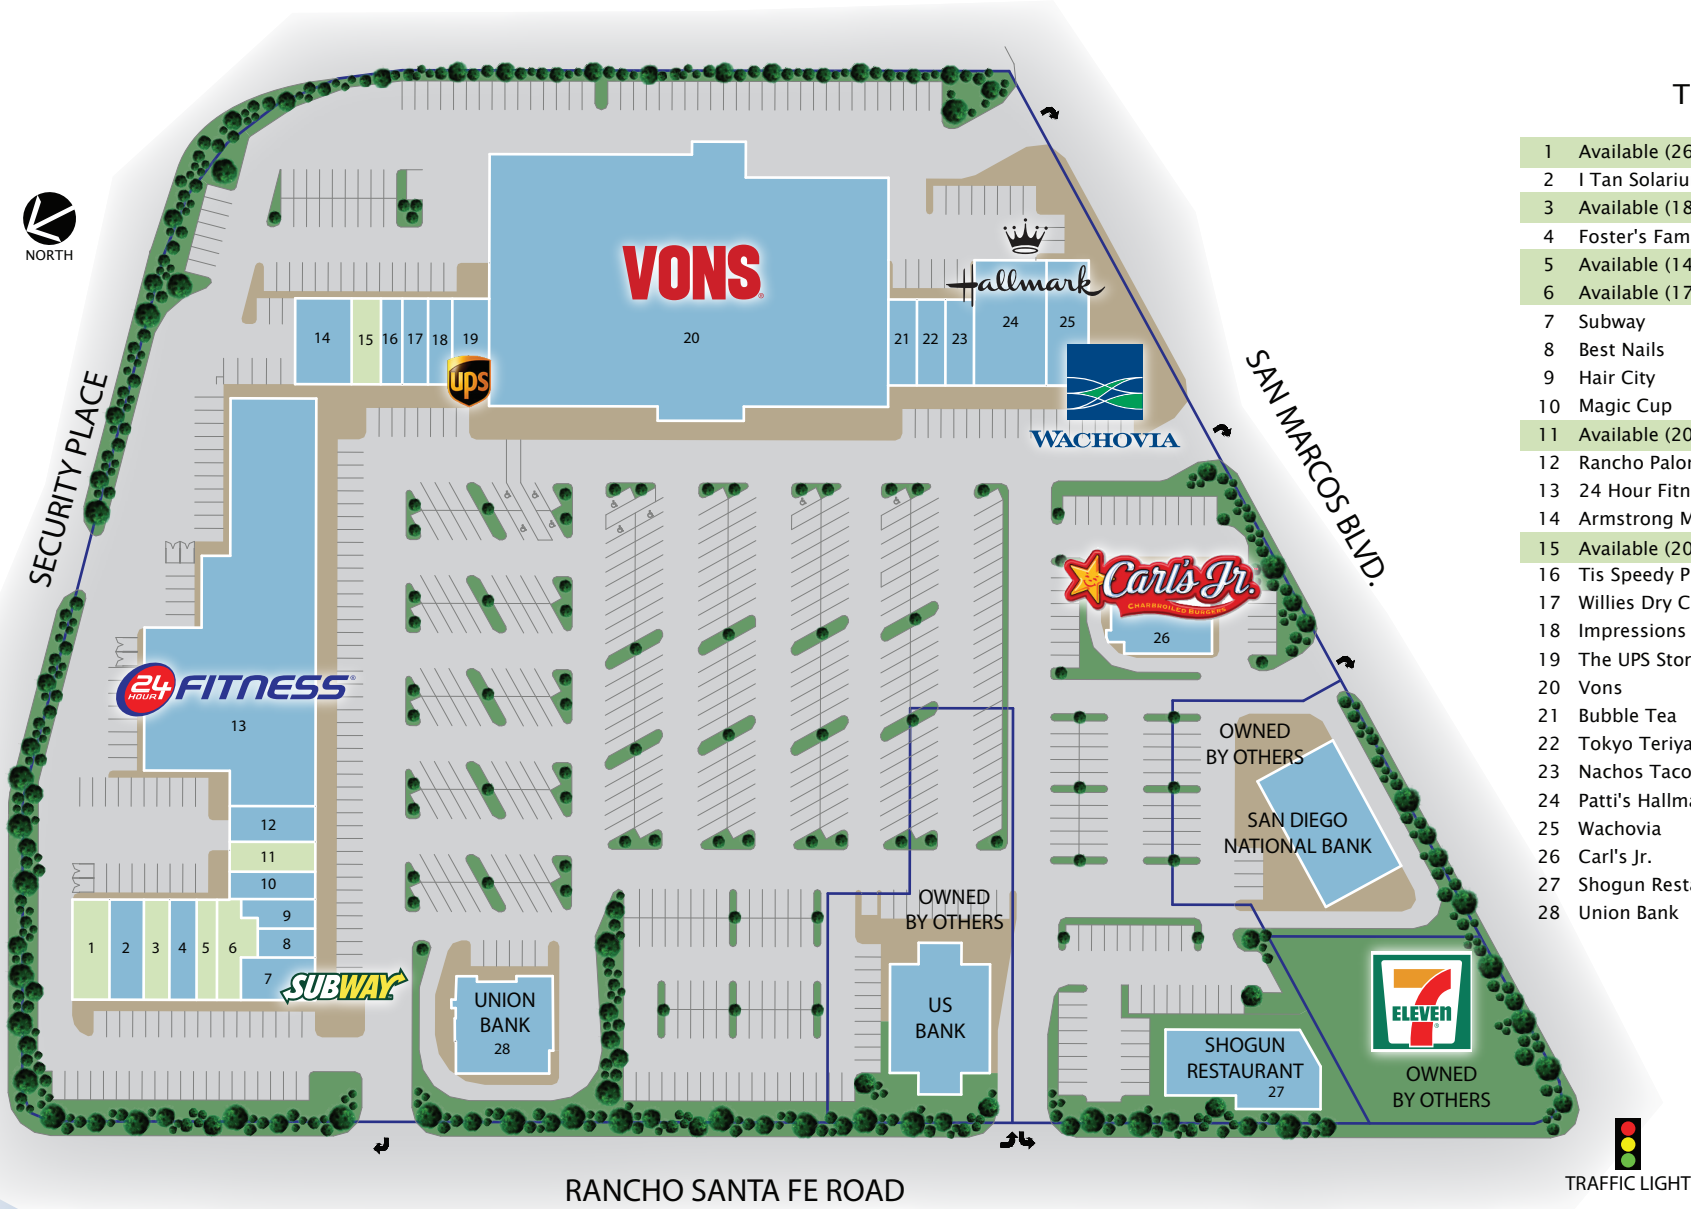 T
1 Available (26
2 I Tan Solariu
3 Available (18
4 Foster's Fam
5 Available (14
6 Available (17
7 Subway
8 Best Nails
9 Hair City
10 Magic Cup
11 Available (20
12 Rancho Palor
13 24 Hour Fitn
14 Armstrong M
15 Available (20
16 Tis Speedy P
17 Willies Dry C
18 Impressions
19 The UPS Stor
20 Vons
21 Bubble Tea
22 Tokyo Teriya
23 Nachos Taco
24 Patti's Hallma
25 Wachovia
26 Carl's Jr.
27 Shogun Resta
28 Union Bank
NORTH
SECURITY PLACE
SAN MARCOS BLVD.
RANCHO SANTA FE ROAD
TRAFFIC LIGHT
VONS
20
Hallmark
14
15
16
17
18
19
ups
21
22
23
24
25
WACHOVIA
Carl's Jr.
CHARBROILED BURGERS
26
24
HOUR
FITNESS
13
12
11
10
9
8
7
1
2
3
4
5
6
SUBWAY
UNION
BANK
28
OWNED
BY OTHERS
US
BANK
OWNED
BY OTHERS
SAN DIEGO
NATIONAL BANK
SHOGUN
RESTAURANT
27
7
ELEVEn
OWNED
BY OTHERS